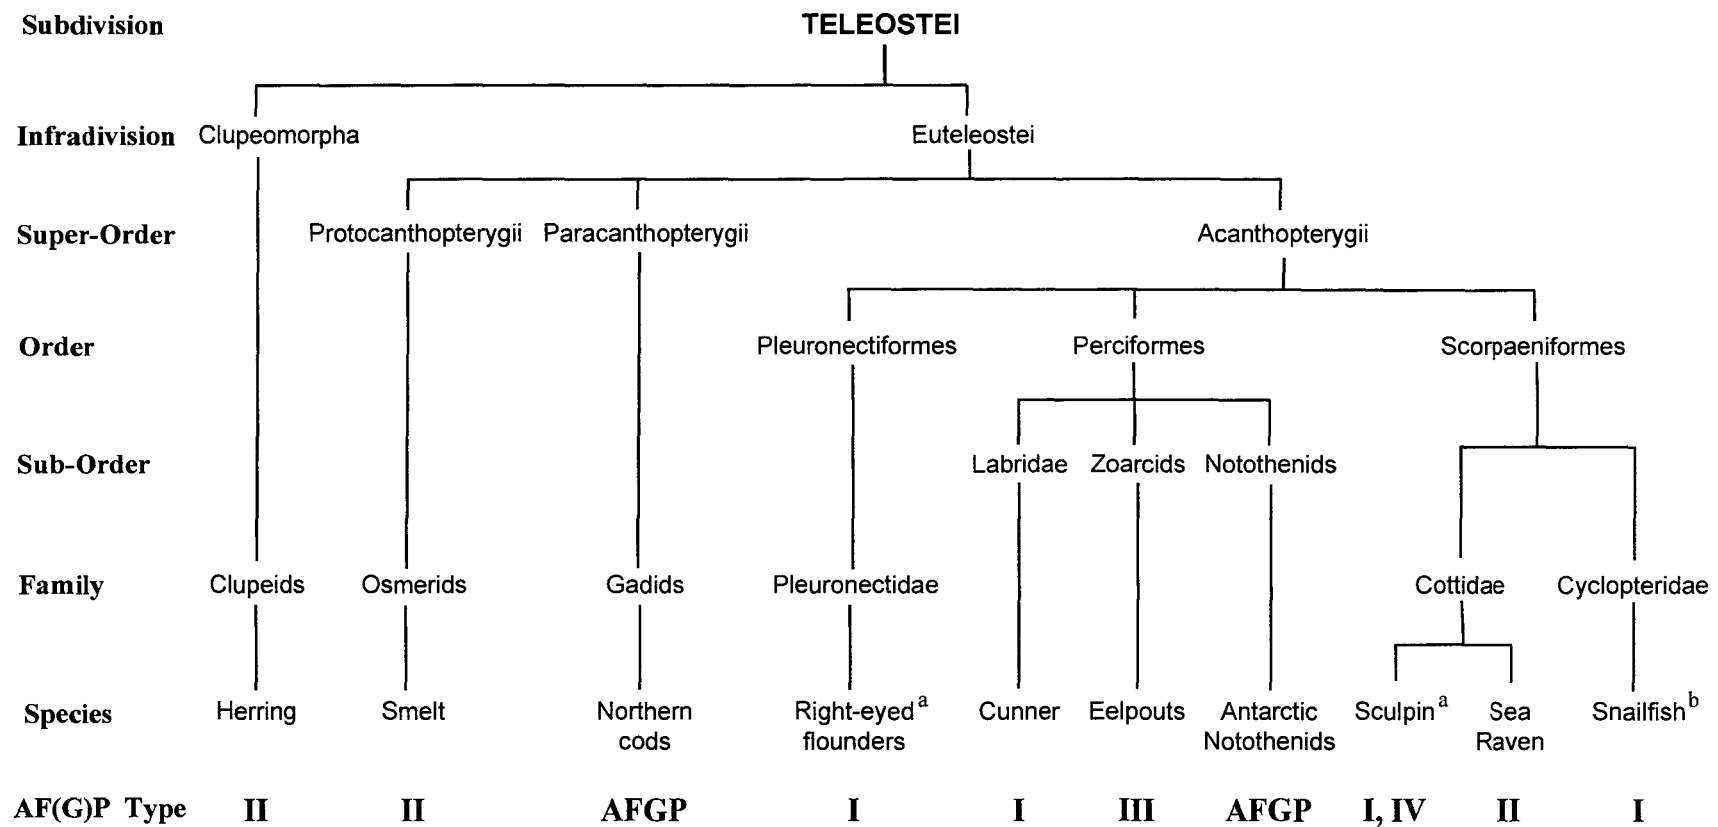 Subdivision TELEOSTEI
Infradivision Clupeomorpha Euteleostei
Super-Order Protocanthopterygii Paracanthopterygii Acanthopterygii
Order Pleuronectiformes Perciformes Scorpaeniformes
Sub-Order Labridae Zoarcids Notothenids
Family Clupeids Osmerids Gadids Pleuronectidae Cottidae Cyclopteridae
Species Herring Smelt Northern Right-eyed a Cunner Eelpouts Antarctic Sculpin a Sea Snailfish b
cods flounders Notothenids Raven
AF(G)P Type II II AFGP I I III AFGP I, IV II I